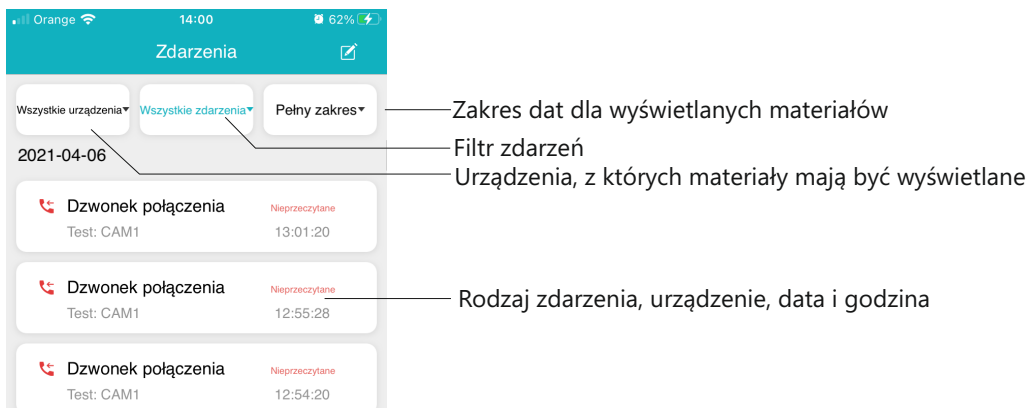 Orange 14:00 62%
Zdarzenia
Wszystkie urządzenia Wszystkie zdarzenia Pełny zakres
Zakres dat dla wyświetlanych materiałów
Filtr zdarzeń
2021-04-06
Urządzenia, z których materiały mają być wyświetlane
Dzwonek połączenia Nieprzeczytane
Test: CAM1 13:01:20
Dzwonek połączenia Nieprzeczytane
Rodzaj zdarzenia, urządzenie, data i godzina
Test: CAM1 12:55:28
Dzwonek połączenia Nieprzeczytane
Test: CAM1 12:54:20